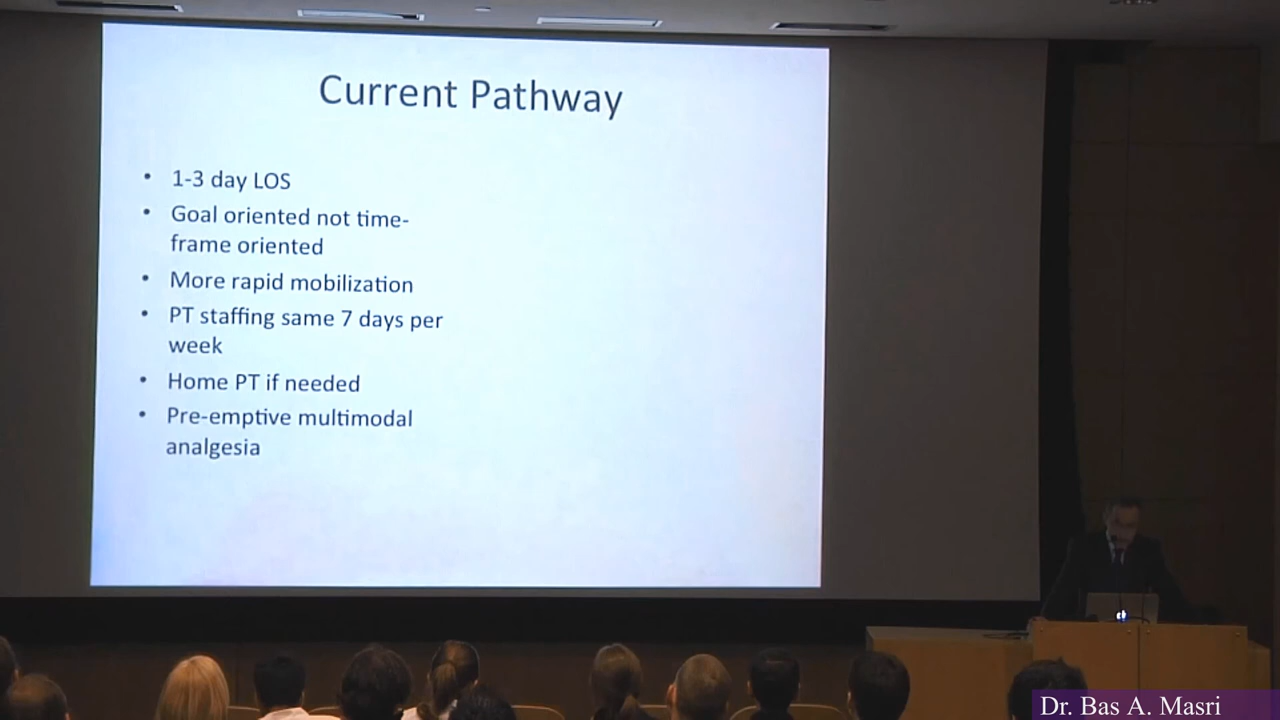 Current Pathway
• 1-3 day LOS
• Goal oriented not time-
frame oriented
• More rapid mobilization
• PT staffing same 7 days per
week
• Home PT if needed
• Pre-emptive multimodal
analgesia
Dr. Bas A. Masri